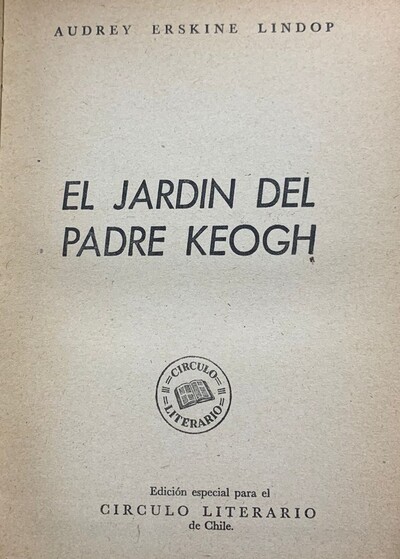 AUDREY ERSKINE LINDOP
EL JARDIN DEL
PADRE KEOGH
CIRCULO
LITERARIO
Edición especial para el
CIRCULO LITERARIO
de Chile.